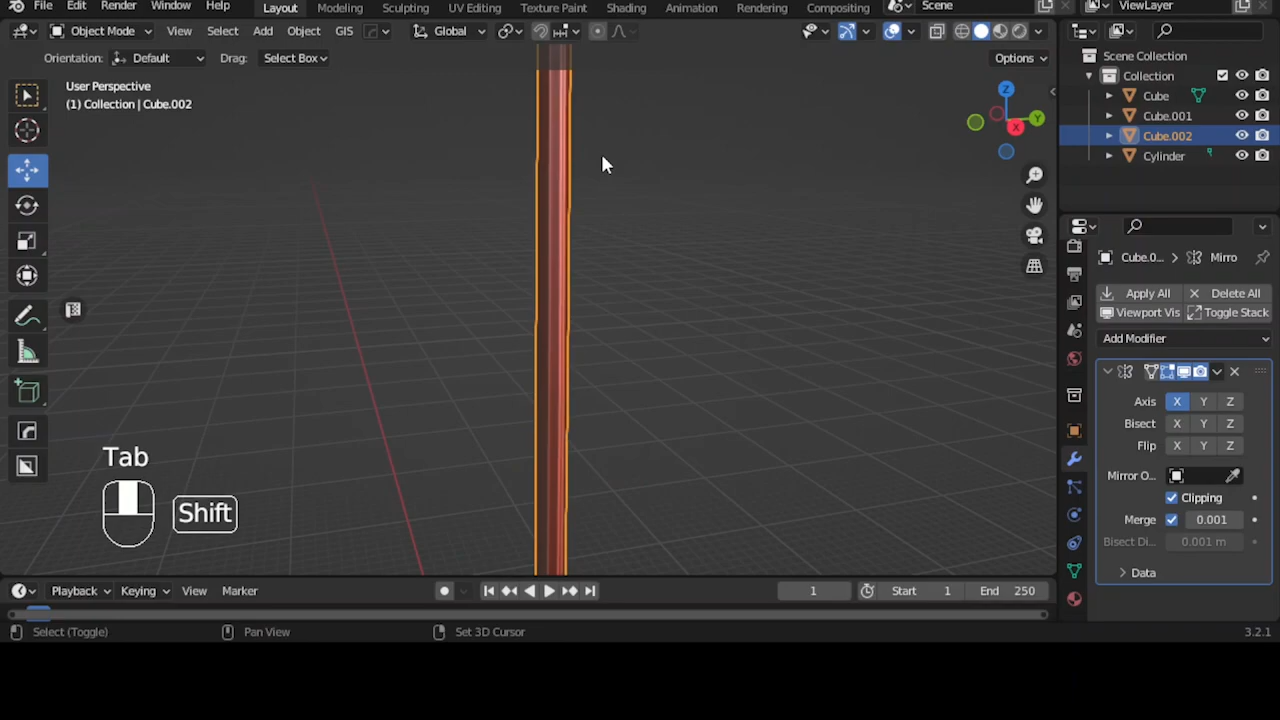 File Edit Render Window Help Layout Modeling Sculpting UV Editing Texture Paint Shading Animation Rendering Compositing Scene ViewLayer
Object Mode View Select Add Object GIS Global
Orientation: Default Drag: Select Box Options
User Perspective
(1) Collection | Cube.002
Z
Y
X
Scene Collection
Collection
Cube
Cube.001
Cube.002
Cylinder
Cube.0... > Mirro
Apply All Delete All
Viewport Vis Toggle Stack
Add Modifier
Axis X Y Z
Bisect X Y Z
Flip X Y Z
Mirror O...
Clipping
Merge 0.001
Bisect Di... 0.001 m
Data
Tab
Shift
Playback Keying View Marker 1 Start 1 End 250
Select (Toggle) Pan View Set 3D Cursor 3.2.1